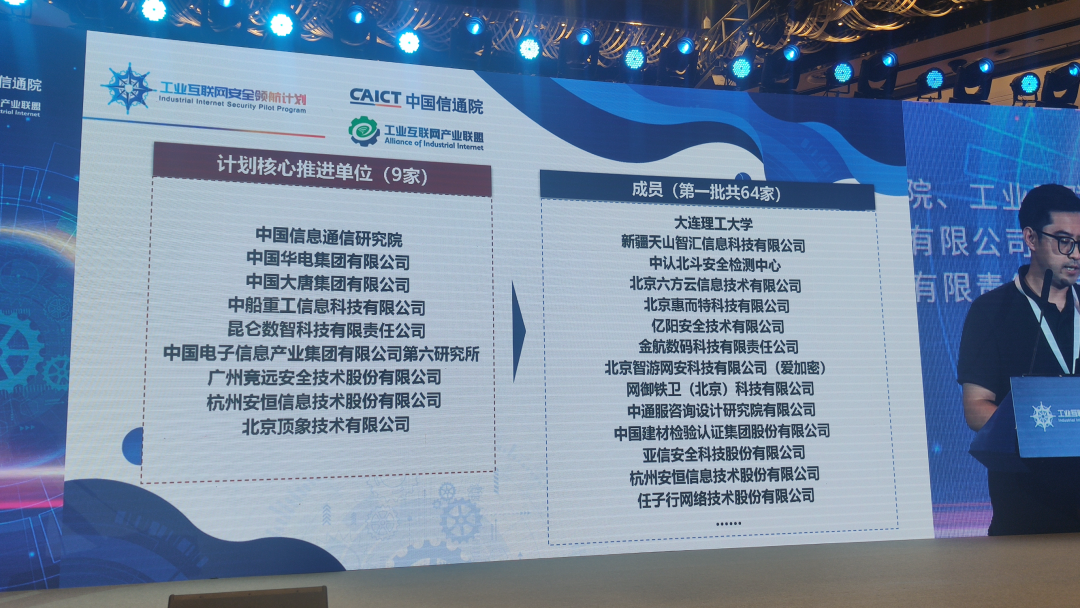 信通院
产业联盟
工业互联网安全领航计划
Industrial Internet Security Pilot Program
CAICT 中国信通院
工业互联网产业联盟
Alliance of Industrial Internet
计划核心推进单位（9家）
中国信息通信研究院
中国华电集团有限公司
中国大唐集团有限公司
中船重工信息科技有限公司
昆仑数智科技有限责任公司
中国电子信息产业集团有限公司第六研究所
广州竞远安全技术股份有限公司
杭州安恒信息技术股份有限公司
北京顶象技术有限公司
成员（第一批共64家）
大连理工大学
新疆天山智汇信息科技有限公司
中认北斗安全检测中心
北京六方云信息技术有限公司
北京惠而特科技有限公司
亿阳安全技术有限公司
金航数码科技有限责任公司
北京智游网安科技有限公司（爱加密）
网御铁卫（北京）科技有限公司
中通服咨询设计研究院有限公司
中国建材检验认证集团股份有限公司
亚信安全科技股份有限公司
杭州安恒信息技术股份有限公司
任子行网络技术股份有限公司
……
院、工业
有限公司
有限责
工业互联